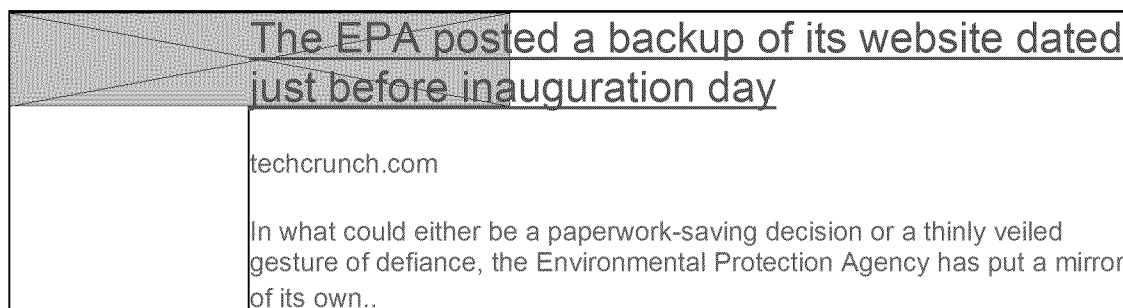 The EPA posted a backup of its website dated
just before inauguration day
techcrunch.com
In what could either be a paperwork-saving decision or a thinly veiled
gesture of defiance, the Environmental Protection Agency has put a mirror
of its own..